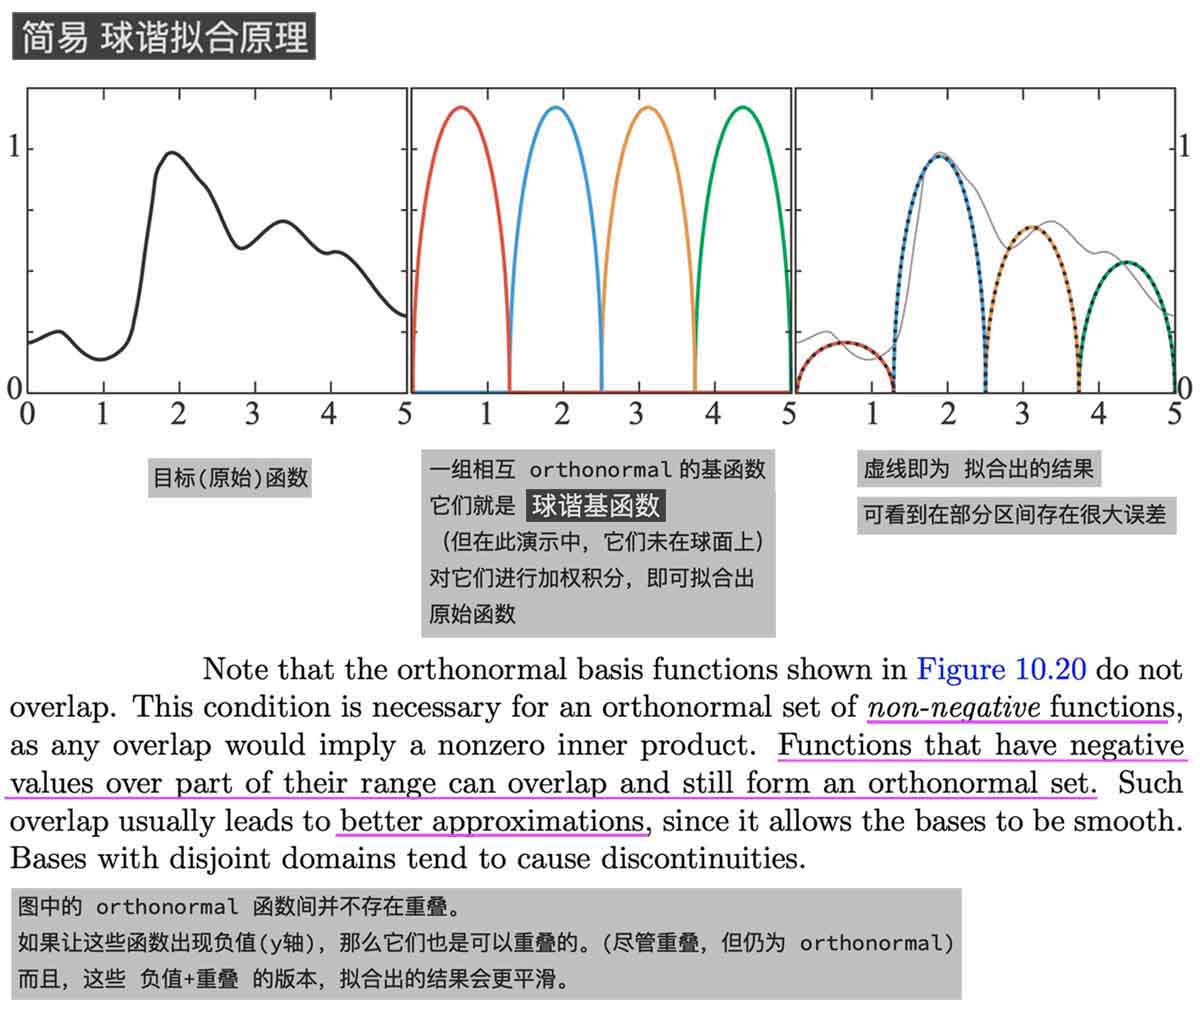 简易 球谐拟合原理
1
0
0 1 2 3 4 5
1 2 3 4 5
1 2 3 4 5
1
0
目标(原始)函数
一组相互 orthonormal 的基函数
它们就是 球谐基函数
（但在此演示中，它们未在球面上）
对它们进行加权积分，即可拟合出
原始函数
虚线即为 拟合出的结果
可看到在部分区间存在很大误差
Note that the orthonormal basis functions shown in Figure 10.20 do not
overlap. This condition is necessary for an orthonormal set of non-negative functions,
as any overlap would imply a nonzero inner product. Functions that have negative
values over part of their range can overlap and still form an orthonormal set. Such
overlap usually leads to better approximations, since it allows the bases to be smooth.
Bases with disjoint domains tend to cause discontinuities.
图中的 orthonormal 函数间并不存在重叠。
如果让这些函数出现负值(y轴)，那么它们也是可以重叠的。(尽管重叠，但仍为 orthonormal)
而且，这些 负值+重叠 的版本，拟合出的结果会更平滑。